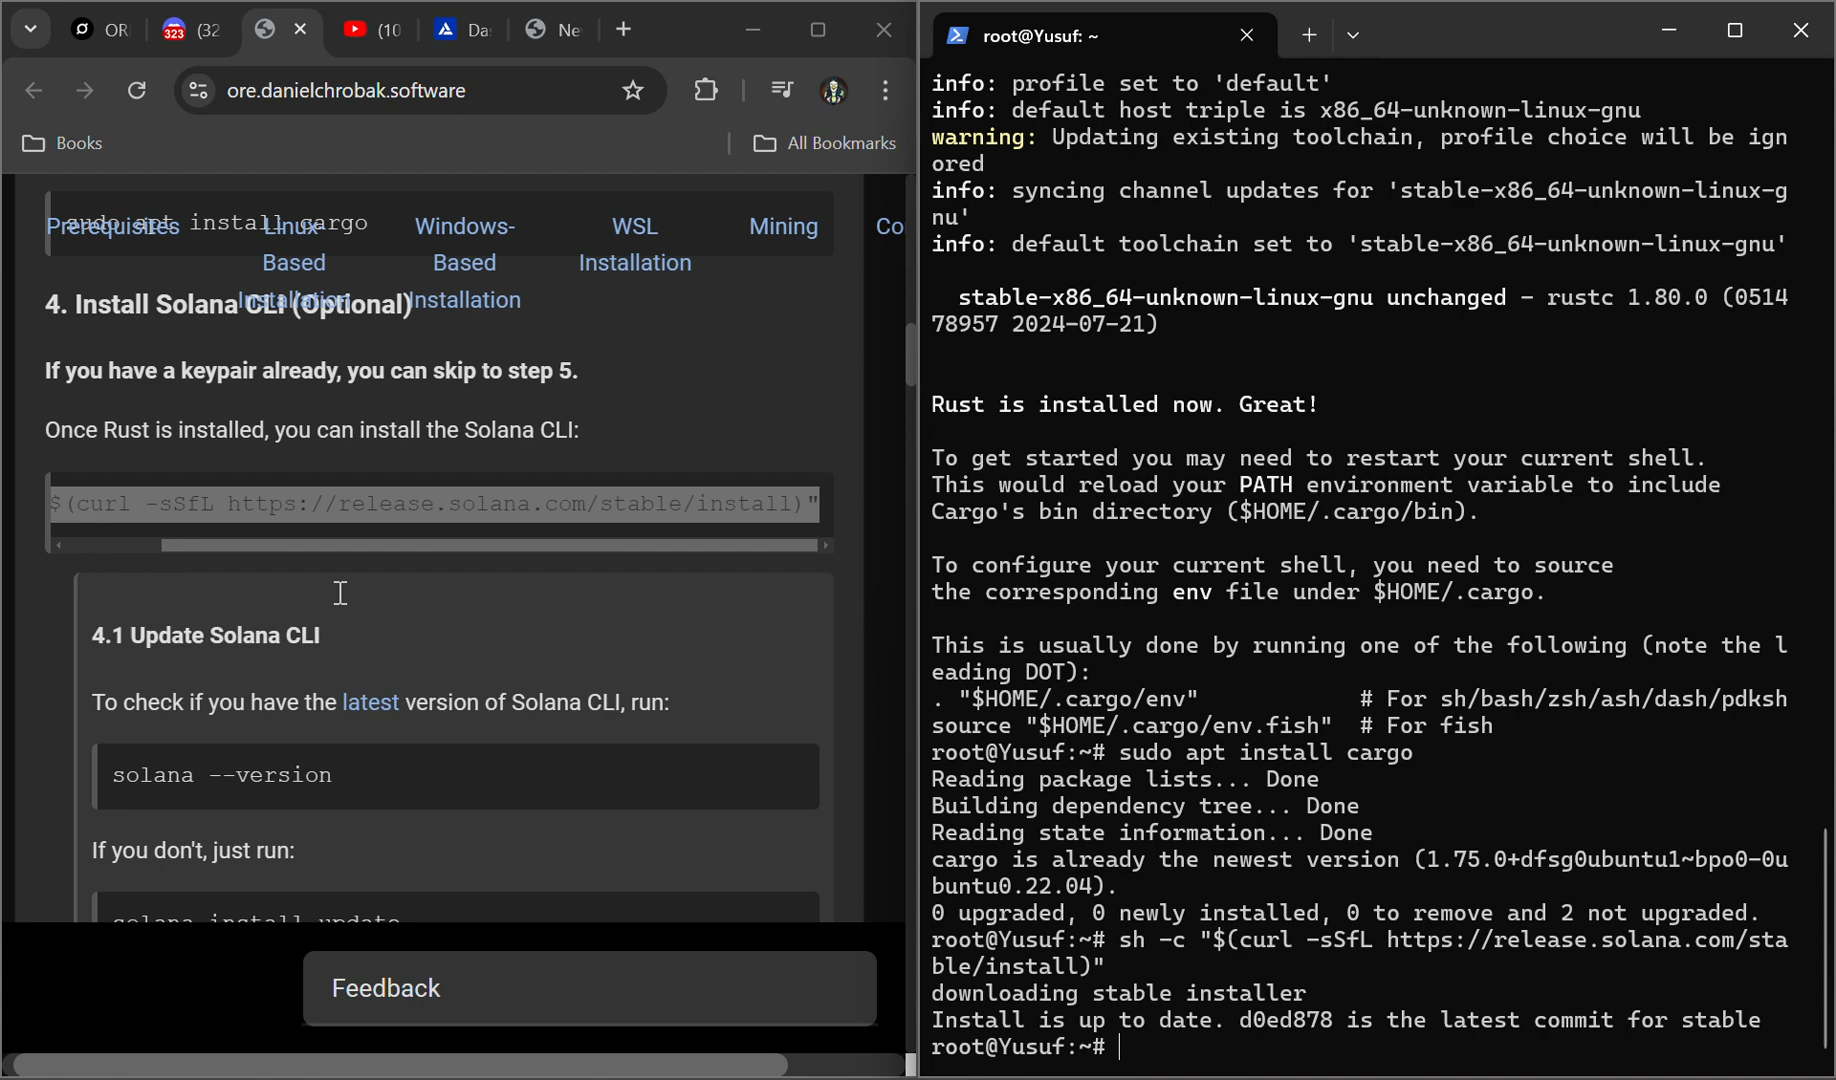 OR
323
(32
(10
Da
Ne
ore.danielchrobak.software
Books
All Bookmarks
sudo apt install cargo
Prerequisites
Linux-
Based
Installation
Windows-
Based
Installation
WSL
Installation
Mining
Co
4. Install Solana CLI (Optional)
If you have a keypair already, you can skip to step 5.
Once Rust is installed, you can install the Solana CLI:
$(curl -sSfL https://release.solana.com/stable/install)"
4.1 Update Solana CLI
To check if you have the latest version of Solana CLI, run:
solana --version
If you don't, just run:
solana install update
Feedback
root@Yusuf: ~
info: profile set to 'default'
info: default host triple is x86_64-unknown-linux-gnu
warning: Updating existing toolchain, profile choice will be ign
ored
info: syncing channel updates for 'stable-x86_64-unknown-linux-g
nu'
info: default toolchain set to 'stable-x86_64-unknown-linux-gnu'
stable-x86_64-unknown-linux-gnu unchanged - rustc 1.80.0 (0514
78957 2024-07-21)
Rust is installed now. Great!
To get started you may need to restart your current shell.
This would reload your PATH environment variable to include
Cargo's bin directory ($HOME/.cargo/bin).
To configure your current shell, you need to source
the corresponding env file under $HOME/.cargo.
This is usually done by running one of the following (note the l
eading DOT):
. "$HOME/.cargo/env"            # For sh/bash/zsh/ash/dash/pdksh
source "$HOME/.cargo/env.fish"  # For fish
root@Yusuf:~# sudo apt install cargo
Reading package lists... Done
Building dependency tree... Done
Reading state information... Done
cargo is already the newest version (1.75.0+dfsg0ubuntu1~bpo0-0u
buntu0.22.04).
0 upgraded, 0 newly installed, 0 to remove and 2 not upgraded.
root@Yusuf:~# sh -c "$(curl -sSfL https://release.solana.com/sta
ble/install)"
downloading stable installer
Install is up to date. d0ed878 is the latest commit for stable
root@Yusuf:~#